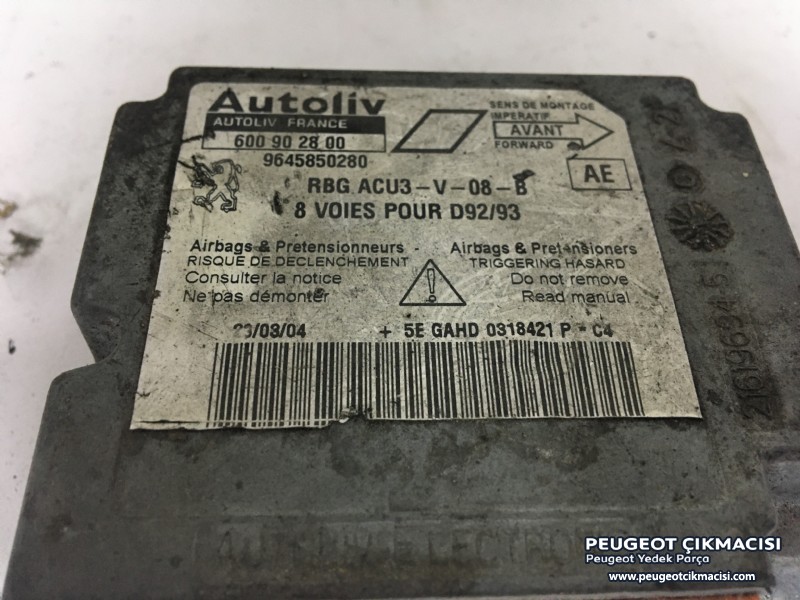 Autoliv
AUTOLIV FRANCE
600 90 28 00
9645850280
SENS DE MONTAGE
IMPERATIF
AVANT
FORWARD
AE
RBG ACU3-V-08-B
8 VOIES POUR D92/93
Airbags & Pretensionneurs
RISQUE DE DECLENCHEMENT
Consulter la notice
Ne pas démonter
Airbags & Pretensioners
TRIGGERING HASARD
Do not remove
Read manual
23/03/04 + 5E GAHD 0318421 P - C4
PEUGEOT ÇIKMACISI
Peugeot Yedek Parça
www.peugeotcikmacisi.com